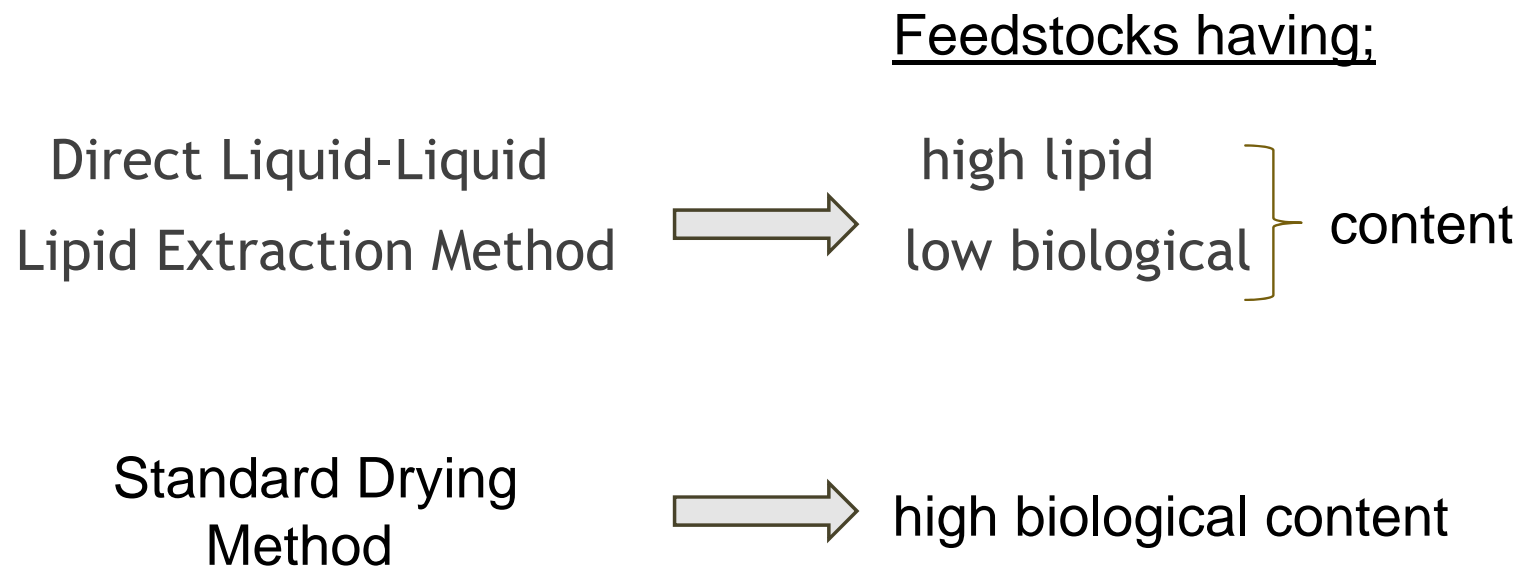 Feedstocks having;
Direct Liquid-Liquid
Lipid Extraction Method
high lipid
low biological
content
Standard Drying
Method
high biological content